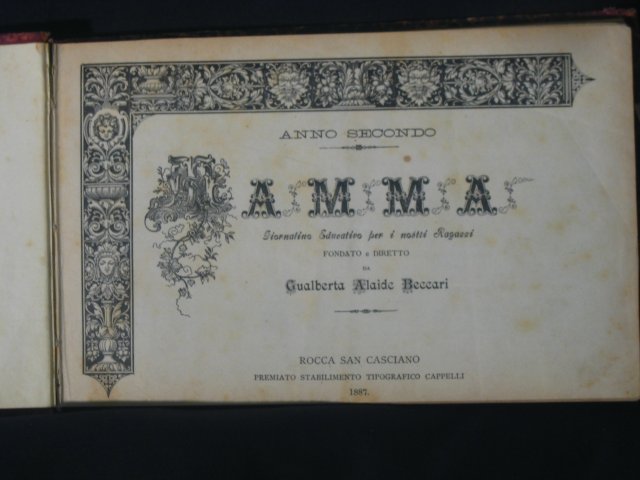 ANNO SECONDO
MAMMA
Giornalino Educativo per i nostri Ragazzi
FONDATO e DIRETTO
DA
Gualberta Alaide Beccari
ROCCA SAN CASCIANO
PREMIATO STABILIMENTO TIPOGRAFICO CAPPELLI
1887.